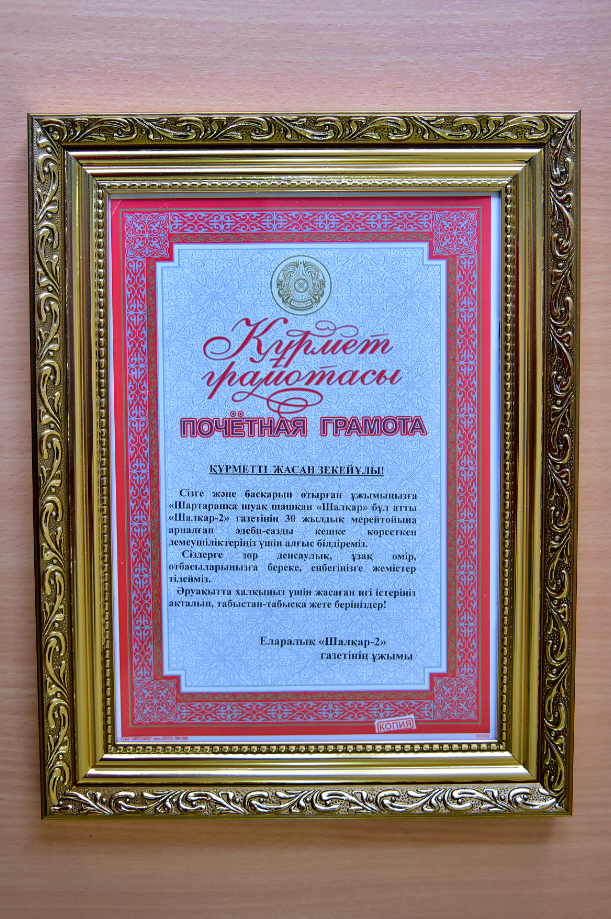 Құрмет
грамотасы
ПОЧЁТНАЯ ГРАМОТА
ҚҰРМЕТТІ ЖАСАН ЗЕКЕЙҰЛЫ!
Сізге және басқарып отырған ұжымыңызға
«Шартарапқа шуақ шашқан «Шалқар» бұл атты
«Шалқар-2» газетінің 30 жылдық мерейтойына
арналған әдеби-сазды кешке көрсеткен
демеушіліктеріңіз үшін алғыс білдіреміз.
Сіздерге зор денсаулық, ұзақ өмір,
отбасыларыңызға береке, еңбегіңізге жемістер
тілейміз.
Әруақытта халқыңыз үшін жасаған игі істеріңіз
ақталып, табыстан-табысқа жете беріңіздер!
Еларалық «Шалқар-2»
газетінің ұжымы
КОПИЯ